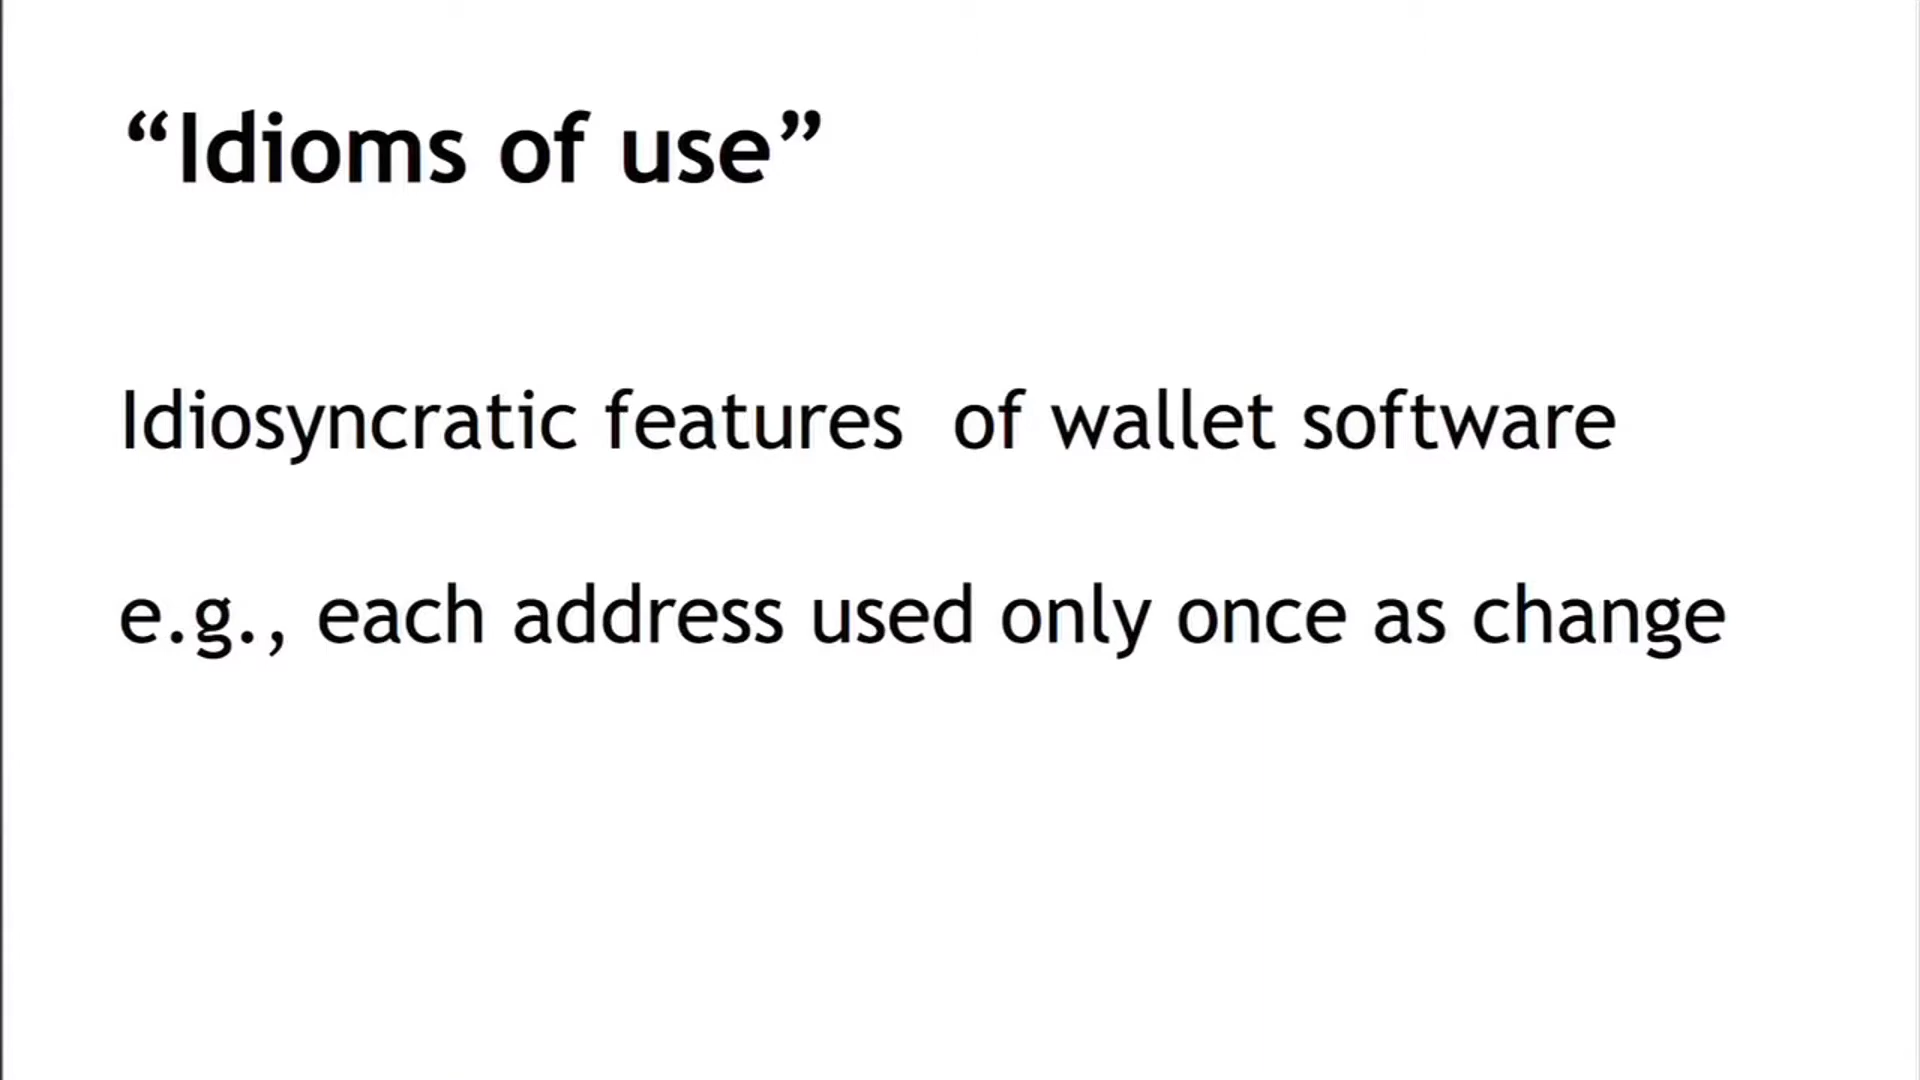 “Idioms of use”
Idiosyncratic features  of wallet software
e.g., each address used only once as change